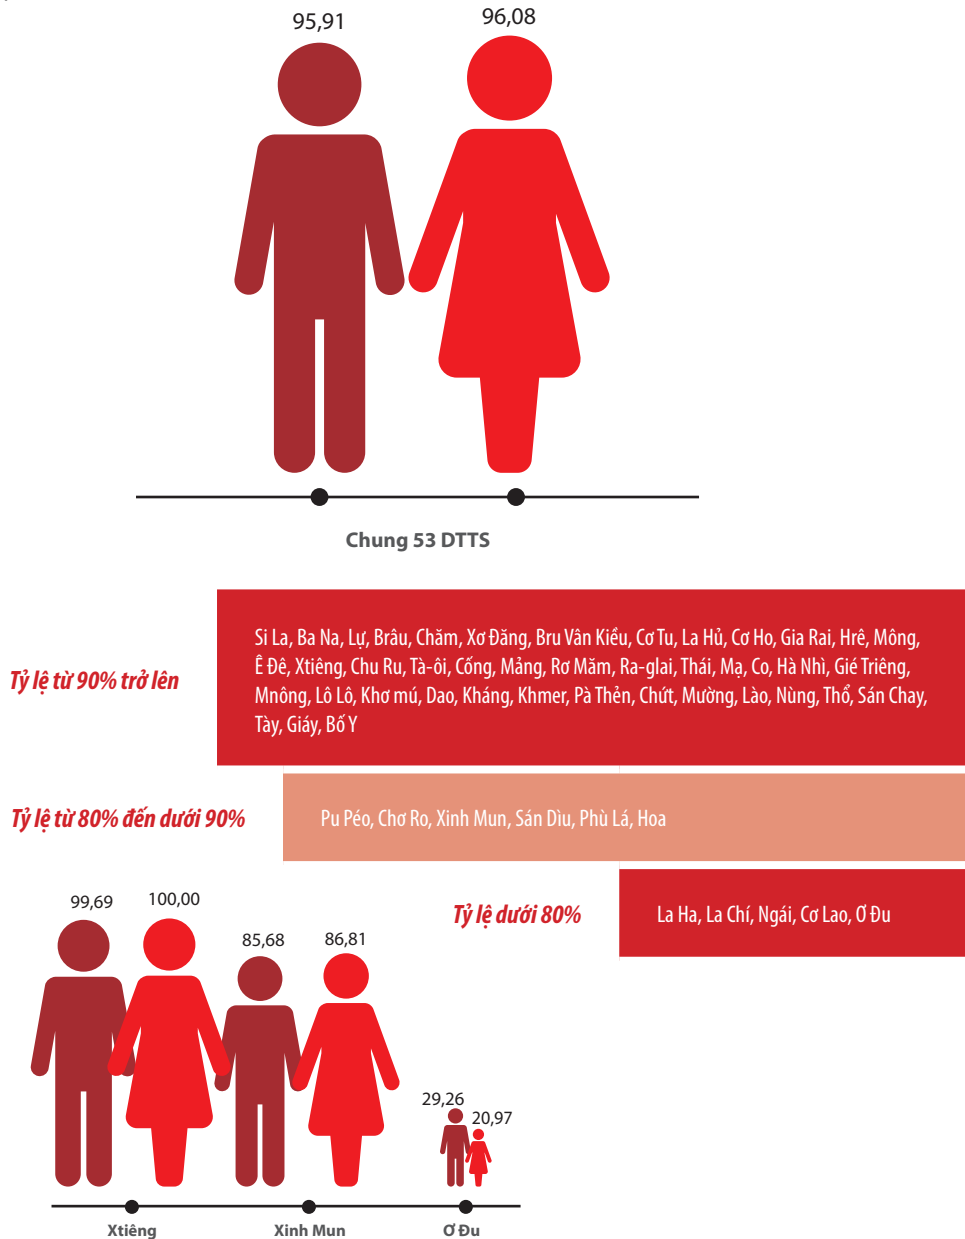 95,91
96,08
Chung 53 DTTS
Tỷ lệ từ 90% trở lên
Si La, Ba Na, Lự, Brâu, Chăm, Xơ Đăng, Bru Vân Kiều, Cơ Tu, La Hủ, Cơ Ho, Gia Rai, Hrê, Mông,
Ê Đê, Xtiêng, Chu Ru, Tà-ôi, Cống, Mảng, Rơ Măm, Ra-glai, Thái, Mạ, Co, Hà Nhì, Gié Triêng,
Mnông, Lô Lô, Khơ mú, Dao, Kháng, Khmer, Pà Thẻn, Chứt, Mường, Lào, Nùng, Thổ, Sán Chay,
Tày, Giáy, Bố Y
Tỷ lệ từ 80% đến dưới 90%
Pu Péo, Chơ Ro, Xinh Mun, Sán Dìu, Phù Lá, Hoa
Tỷ lệ dưới 80%
La Ha, La Chí, Ngái, Cơ Lao, Ơ Đu
99,69
100,00
85,68
86,81
29,26
20,97
Xtiêng
Xinh Mun
Ơ Đu